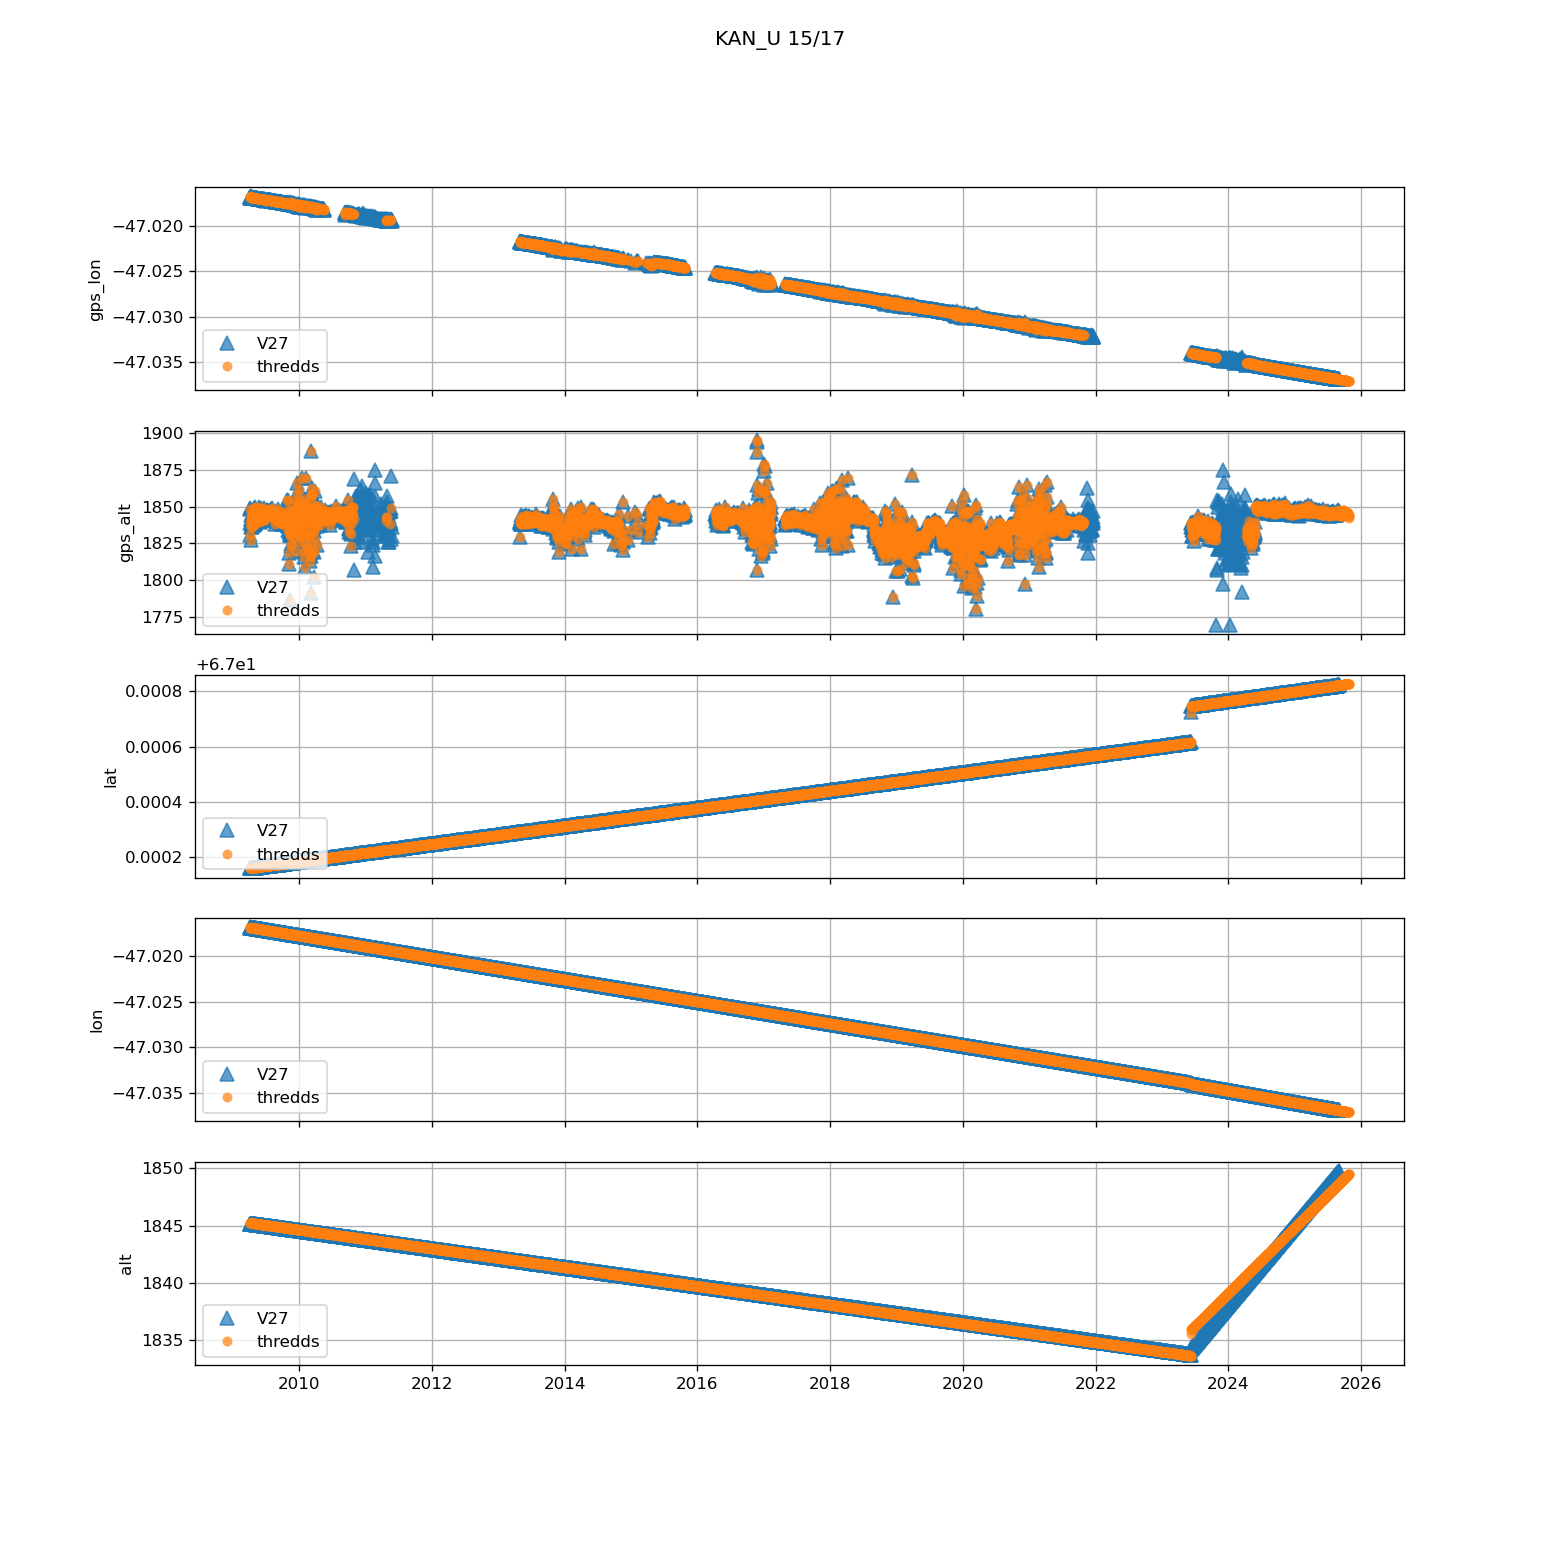 KAN_U 15/17
gps_lon
−47.020
−47.025
−47.030
−47.035
V27
thredds
gps_alt
1900
1875
1850
1825
1800
1775
V27
thredds
+6.7e1
lat
0.0008
0.0006
0.0004
0.0002
V27
thredds
lon
−47.020
−47.025
−47.030
−47.035
V27
thredds
alt
1850
1845
1840
1835
V27
thredds
2010 2012 2014 2016 2018 2020 2022 2024 2026